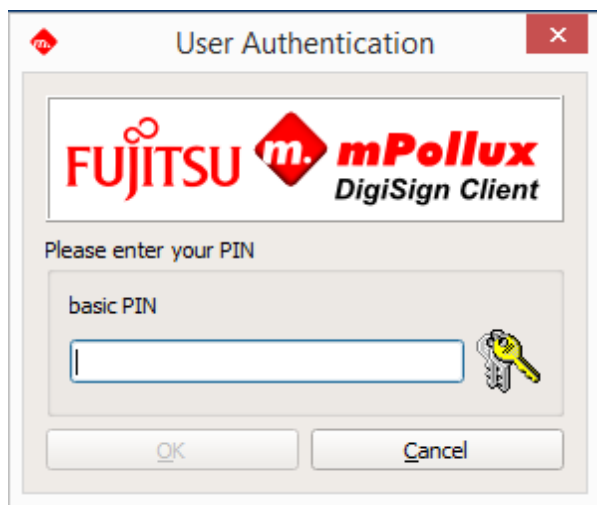 m. User Authentication ×
FUJITSU m. mPollux
DigiSign Client
Please enter your PIN
basic PIN
OK Cancel